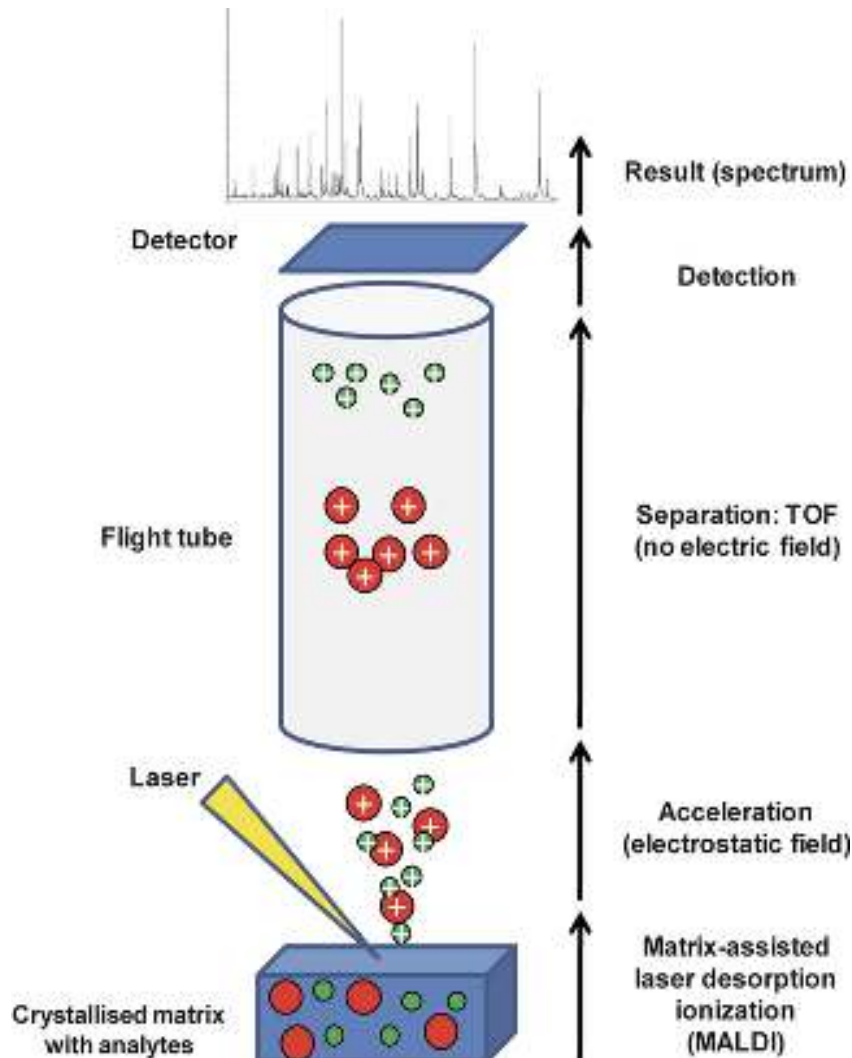 Result (spectrum)
Detector
Detection
Flight tube
Separation: TOF
(no electric field)
Laser
Acceleration
(electrostatic field)
Matrix-assisted
laser desorption
ionization
(MALDI)
Crystallised matrix
with analytes